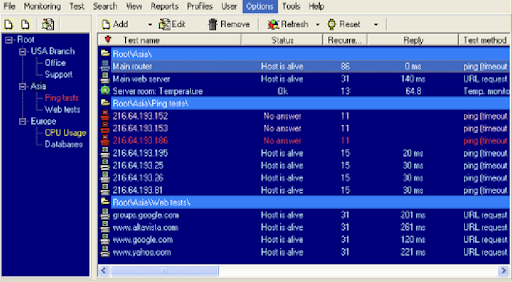 File Monitoring Test Search View Reports Profiles User Options Tools Help
Add Edit Remove Refresh Reset
Root
USA Branch
Office
Support
Asia
Ping tests
Web tests
Europe
CPU Usage
Databases
Test name Status Recurre... Reply Test method
Root\Asia\
Main router Host is alive 86 0 ms ping (timeout
Main web server Host is alive 31 140 ms URL request
Server room: Temperature Ok 13 64.8 Temp. monito
Root\Asia\Ping tests\
216.64.193.152 No answer 11 ping (timeout
216.64.193.153 No answer 11 ping (timeout
216.64.193.186 No answer 11 ping (timeout
216.64.193.195 Host is alive 15 20 ms ping (timeout
216.64.193.25 Host is alive 15 30 ms ping (timeout
216.64.193.26 Host is alive 15 30 ms ping (timeout
216.64.193.81 Host is alive 15 30 ms ping (timeout
Root\Asia\Web tests\
groups.google.com Host is alive 31 201 ms URL request
www.altavista.com Host is alive 31 261 ms URL request
www.google.com Host is alive 31 120 ms URL request
www.yahoo.com Host is alive 31 221 ms URL request